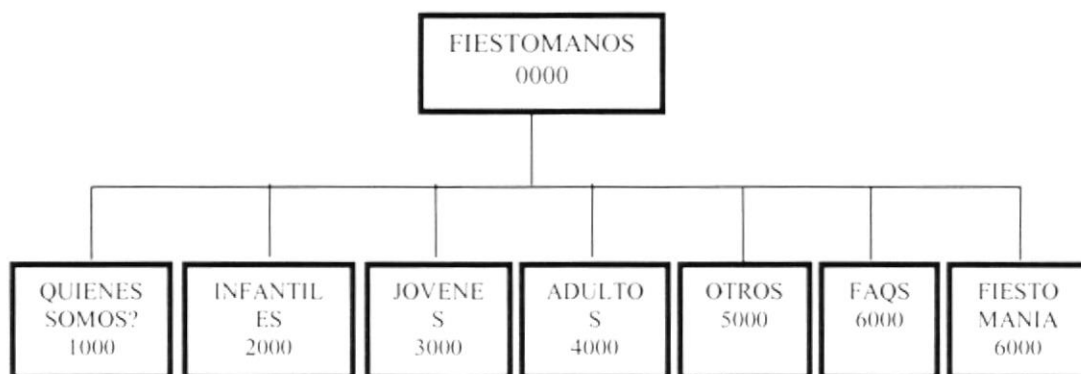 FIESTOMANOS
0000
QUIENES
SOMOS?
1000
INFANTIL
ES
2000
JOVENE
S
3000
ADULTO
S
4000
OTROS
5000
FAQS
6000
FIESTO
MANIA
6000